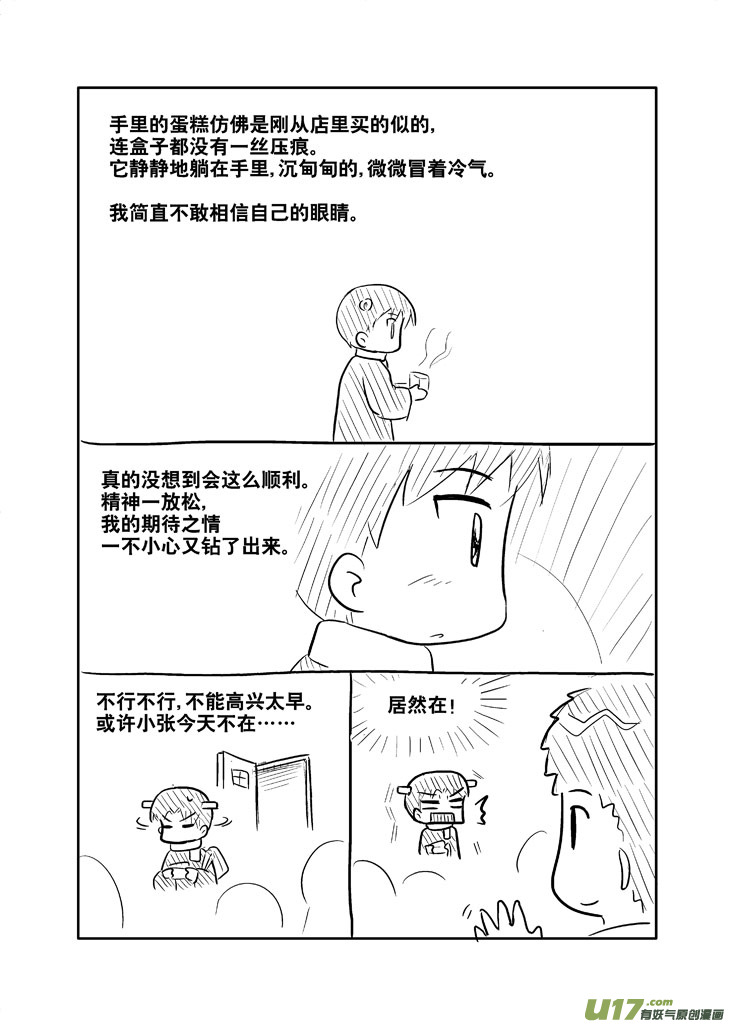 手里的蛋糕仿佛是刚从店里买的似的,
连盒子都没有一丝压痕。
它静静地躺在手里,沉甸甸的,微微冒着冷气。
我简直不敢相信自己的眼睛。
真的没想到会这么顺利。
精神一放松,
我的期待之情
一不小心又钻了出来。
不行不行,不能高兴太早。
或许小张今天不在……
居然在!
U17.com
有妖气原创漫画